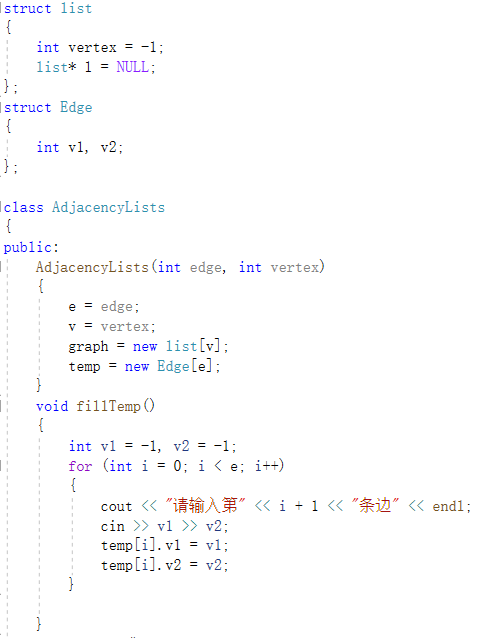 struct list
{
    int vertex = -1;
    list* l = NULL;
};
struct Edge
{
    int v1, v2;
};

class AdjacencyLists
{
public:
    AdjacencyLists(int edge, int vertex)
    {
        e = edge;
        v = vertex;
        graph = new list[v];
        temp = new Edge[e];
    }
    void fillTemp()
    {
        int v1 = -1, v2 = -1;
        for (int i = 0; i < e; i++)
        {
            cout << "请输入第" << i + 1 << "条边" << endl;
            cin >> v1 >> v2;
            temp[i].v1 = v1;
            temp[i].v2 = v2;
        }

    }